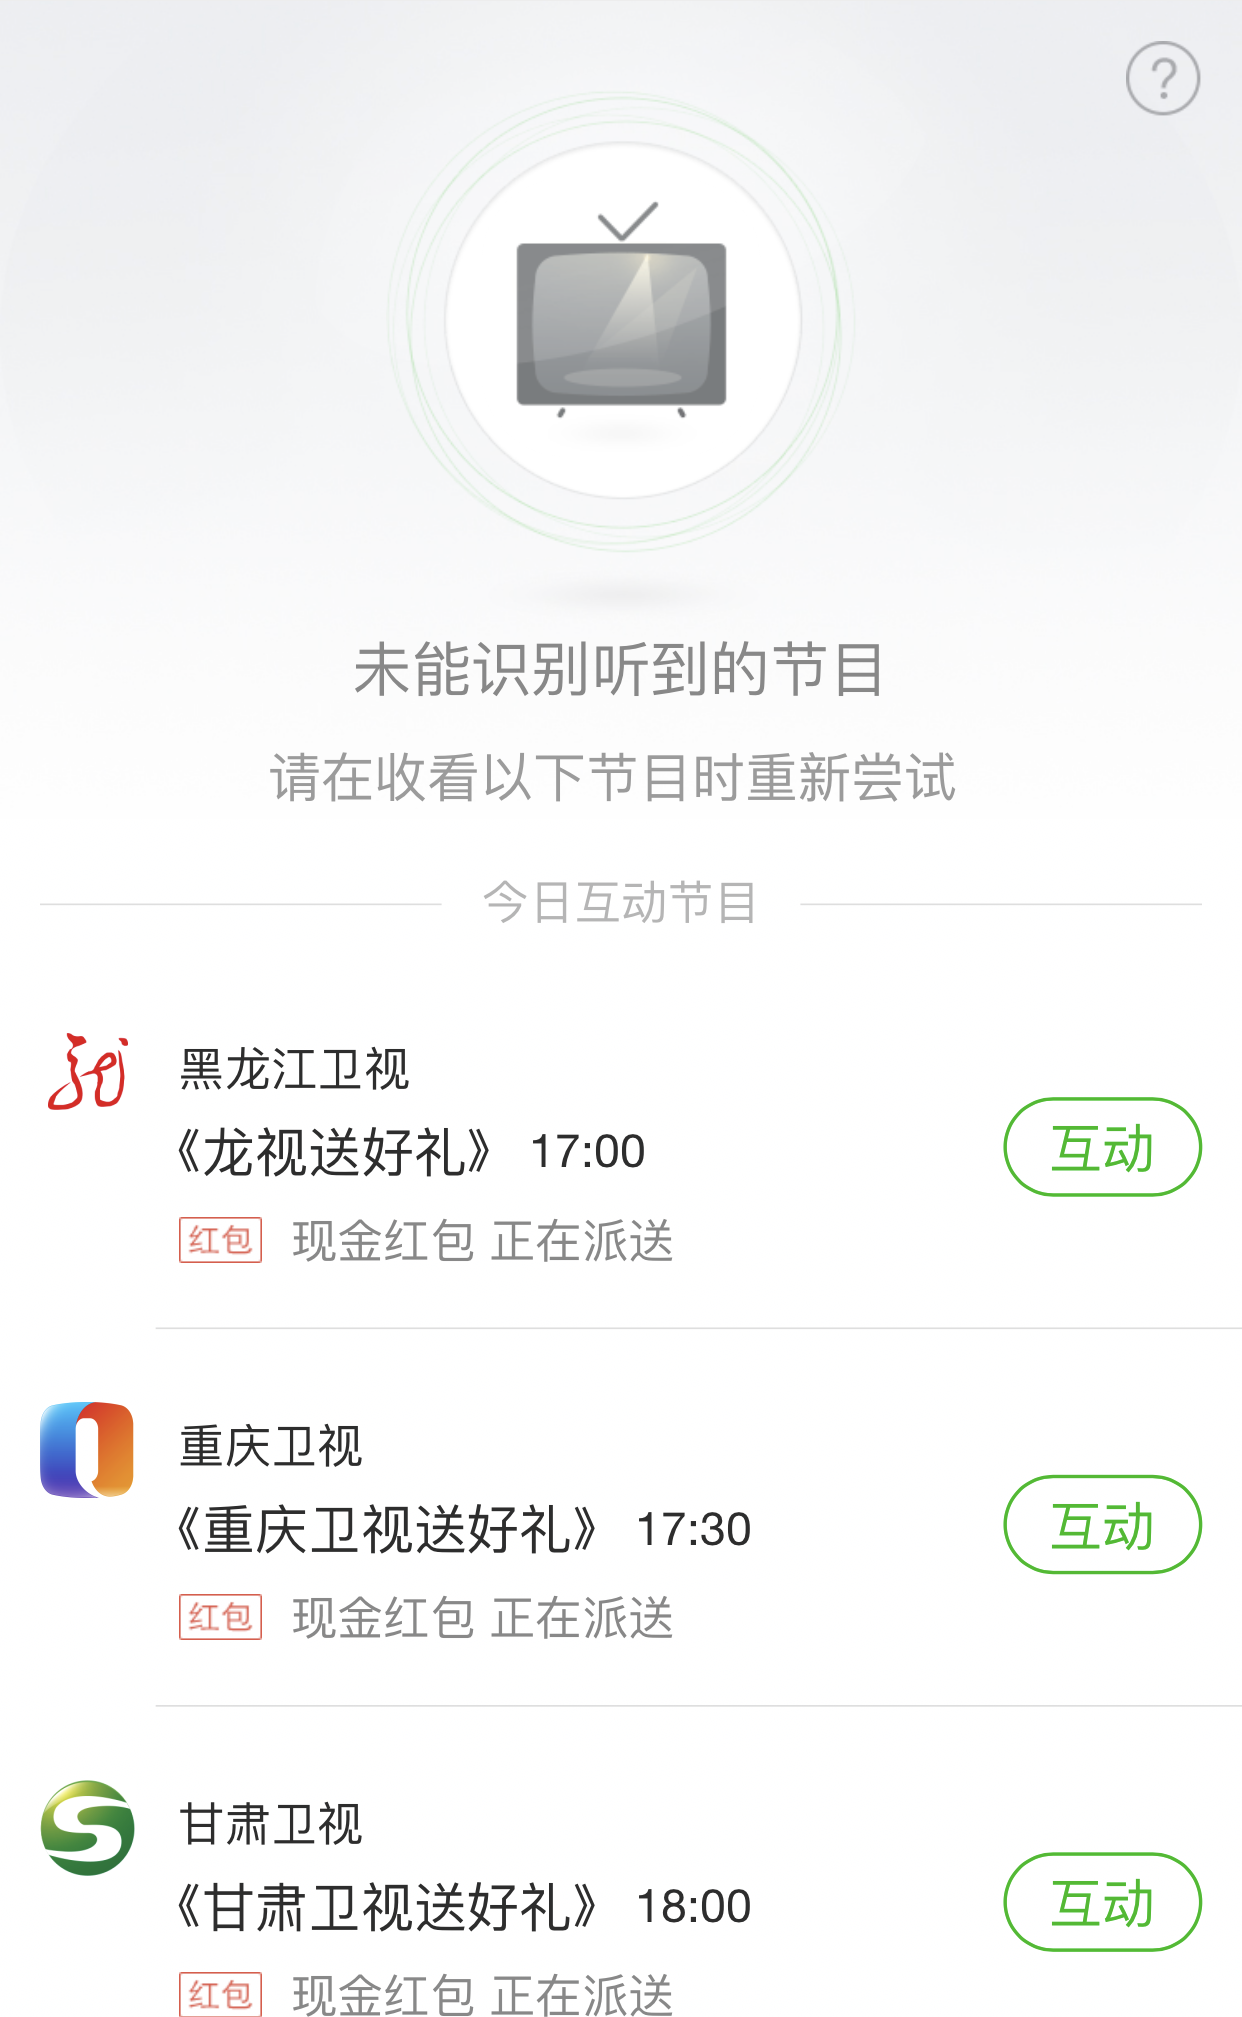 ?
未能识别听到的节目
请在收看以下节目时重新尝试
今日互动节目
黑龙江卫视
《龙视送好礼》 17:00
互动
红包 现金红包 正在派送
重庆卫视
《重庆卫视送好礼》 17:30
互动
红包 现金红包 正在派送
甘肃卫视
《甘肃卫视送好礼》 18:00
互动
红包 现金红包 正在派送